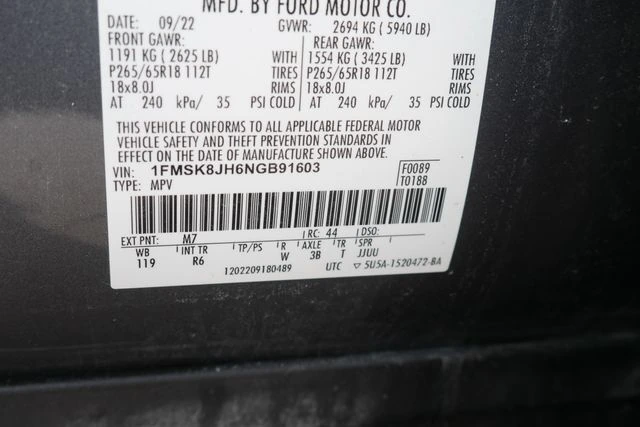 MFD. BY FORD MOTOR CO.
DATE: 09/22 GVWR: 2694 KG ( 5940 LB)
FRONT GAWR: REAR GAWR:
1191 KG ( 2625 LB) WITH 1554 KG ( 3425 LB) WITH
P265/65R18 112T TIRES P265/65R18 112T TIRES
18x8.0J RIMS 18x8.0J RIMS
AT 240 kPa/ 35 PSI COLD AT 240 kPa/ 35 PSI COLD
THIS VEHICLE CONFORMS TO ALL APPLICABLE FEDERAL MOTOR
VEHICLE SAFETY AND THEFT PREVENTION STANDARDS IN
EFFECT ON THE DATE OF MANUFACTURE SHOWN ABOVE.
VIN: 1FMSK8JH6NGB91603 F0089
TYPE: MPV T0188
EXT PNT: M7 RC: 44 DSO:
WB INT TR TP/PS R AXLE TR SPR
119 R6 W 3B T JJUU
1202209180489 UTC ▽ 5U5A-1520472-BA